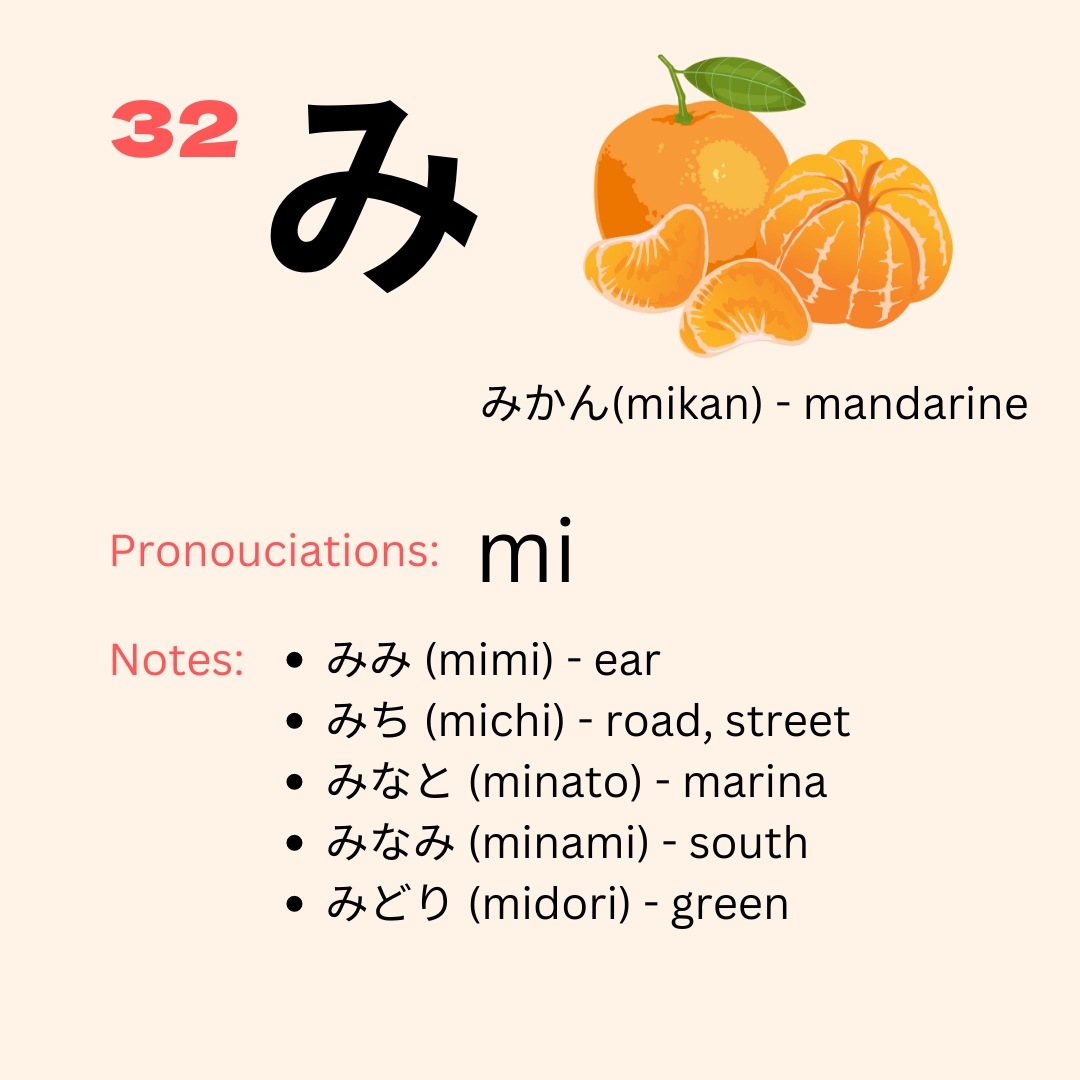 32 み
みかん(mikan) - mandarine
Pronouciations: mi
Notes:
• みみ (mimi) - ear
• みち (michi) - road, street
• みなと (minato) - marina
• みなみ (minami) - south
• みどり (midori) - green